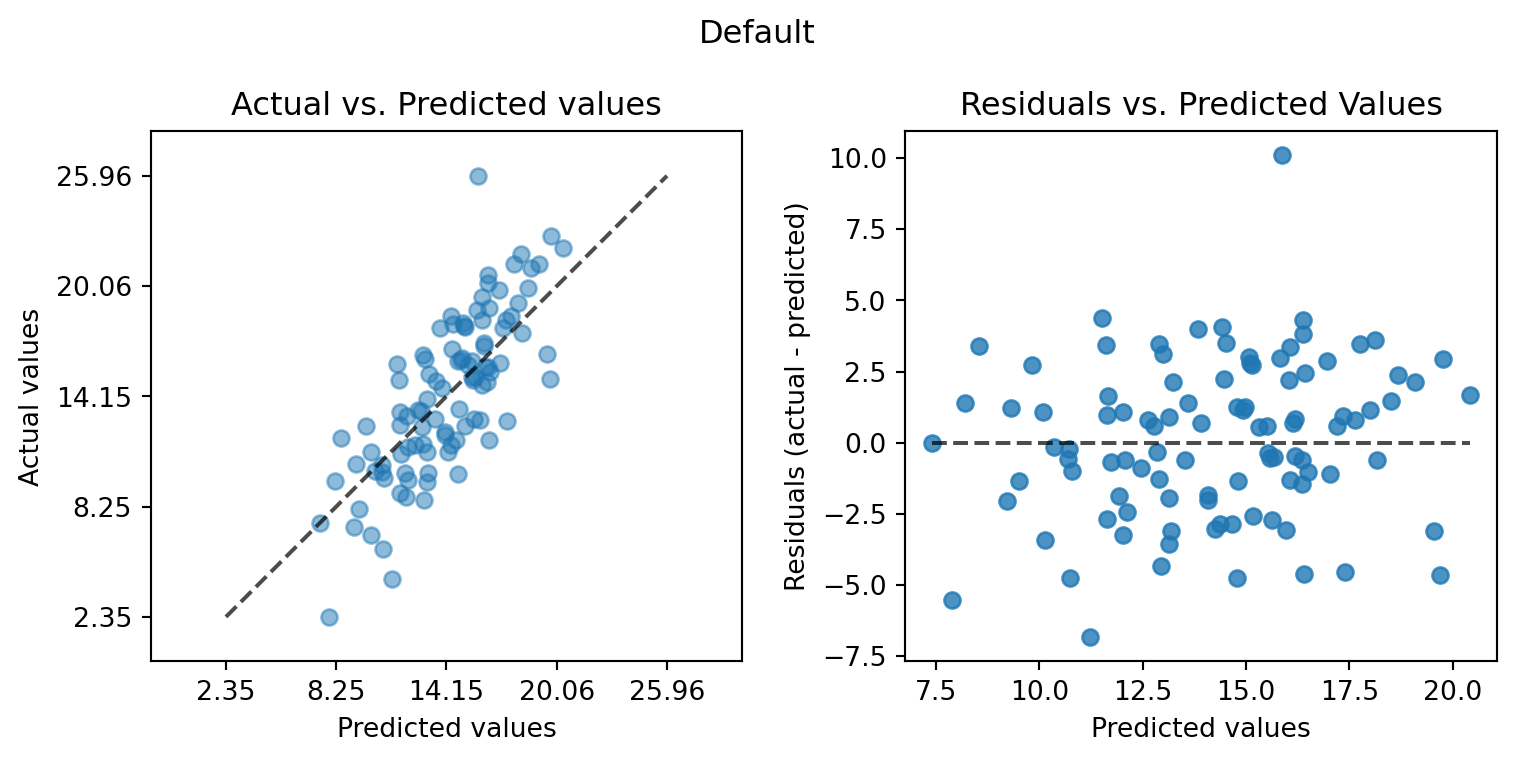 Default
Actual vs. Predicted values
25.96
20.06
14.15
8.25
2.35
Actual values
2.35 8.25 14.15 20.06 25.96
Predicted values
Residuals vs. Predicted Values
10.0
7.5
5.0
2.5
0.0
−2.5
−5.0
−7.5
Residuals (actual - predicted)
7.5 10.0 12.5 15.0 17.5 20.0
Predicted values